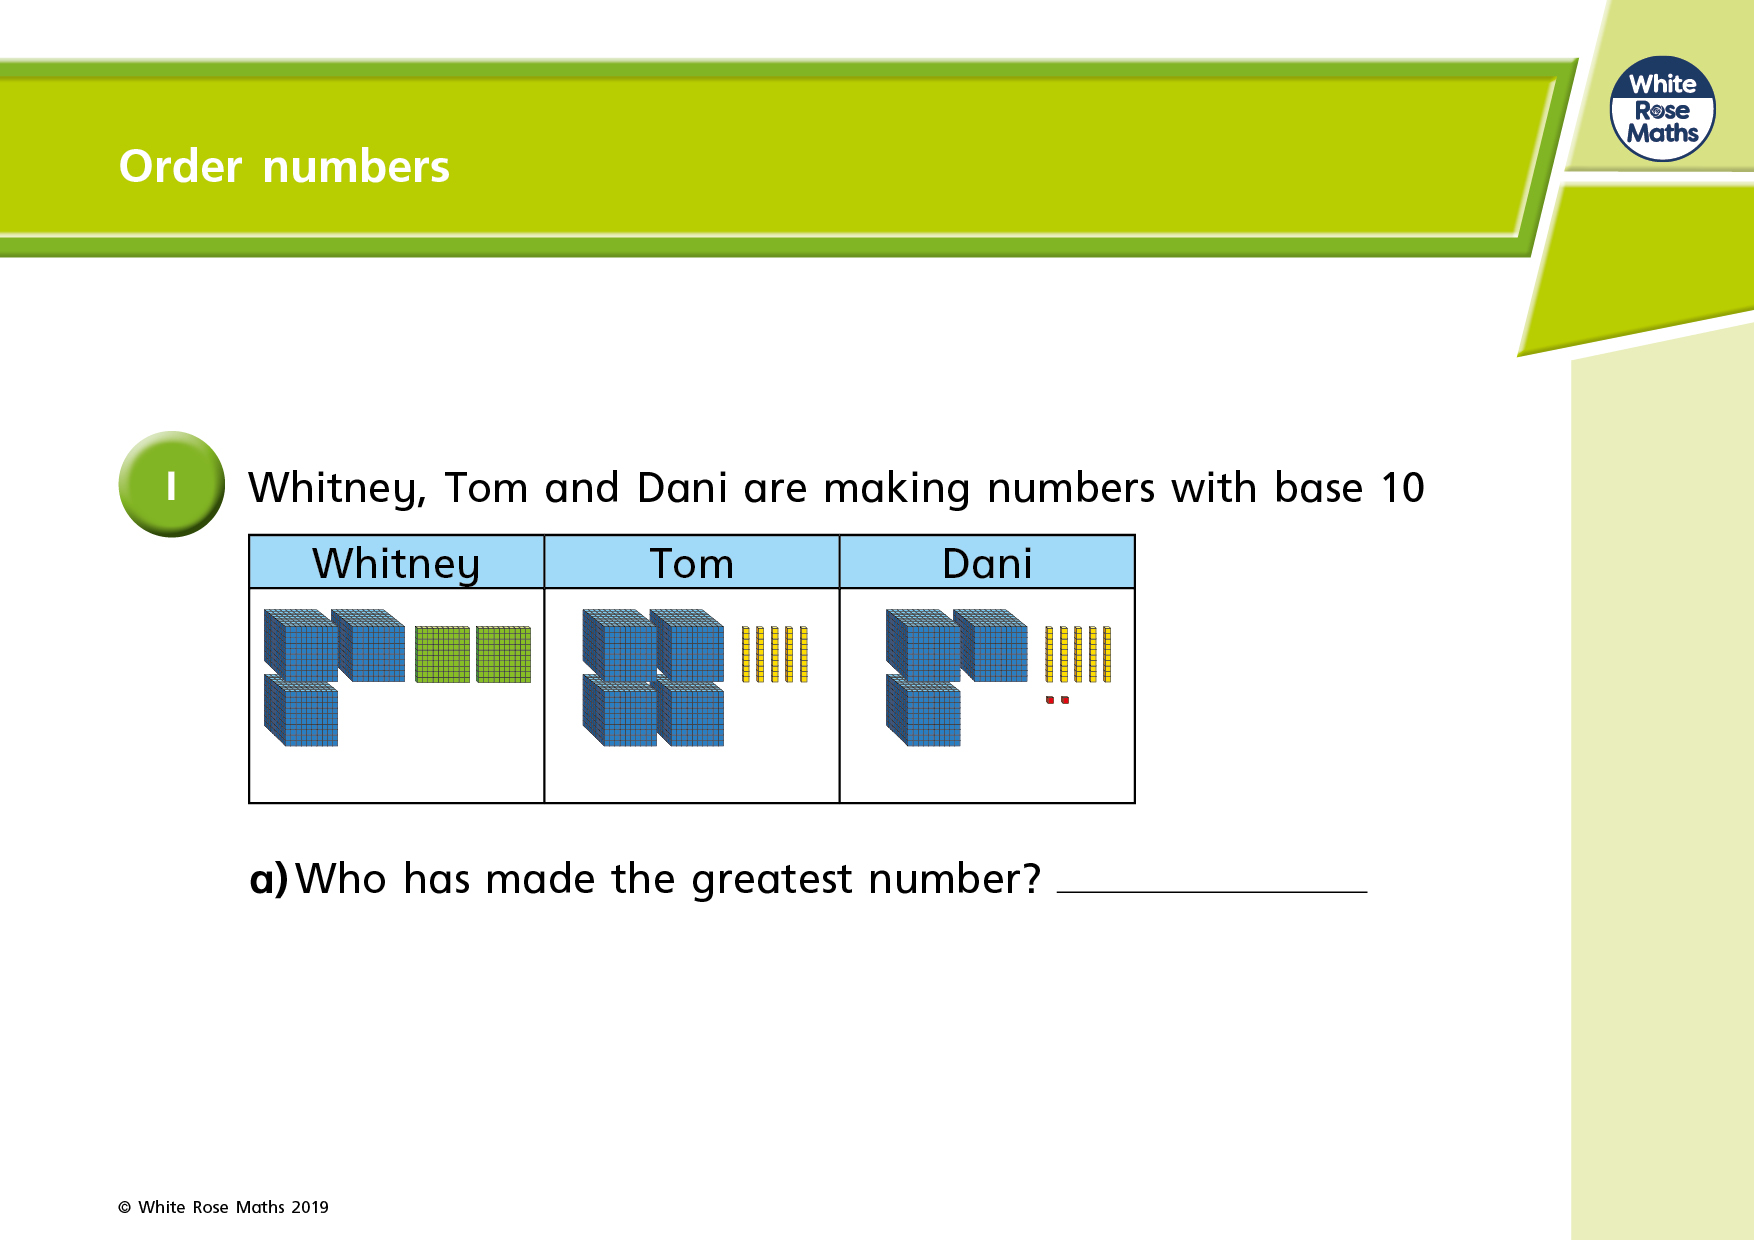 Order numbers
White
Rose
Maths
1
Whitney, Tom and Dani are making numbers with base 10
Whitney Tom Dani
a) Who has made the greatest number?
© White Rose Maths 2019